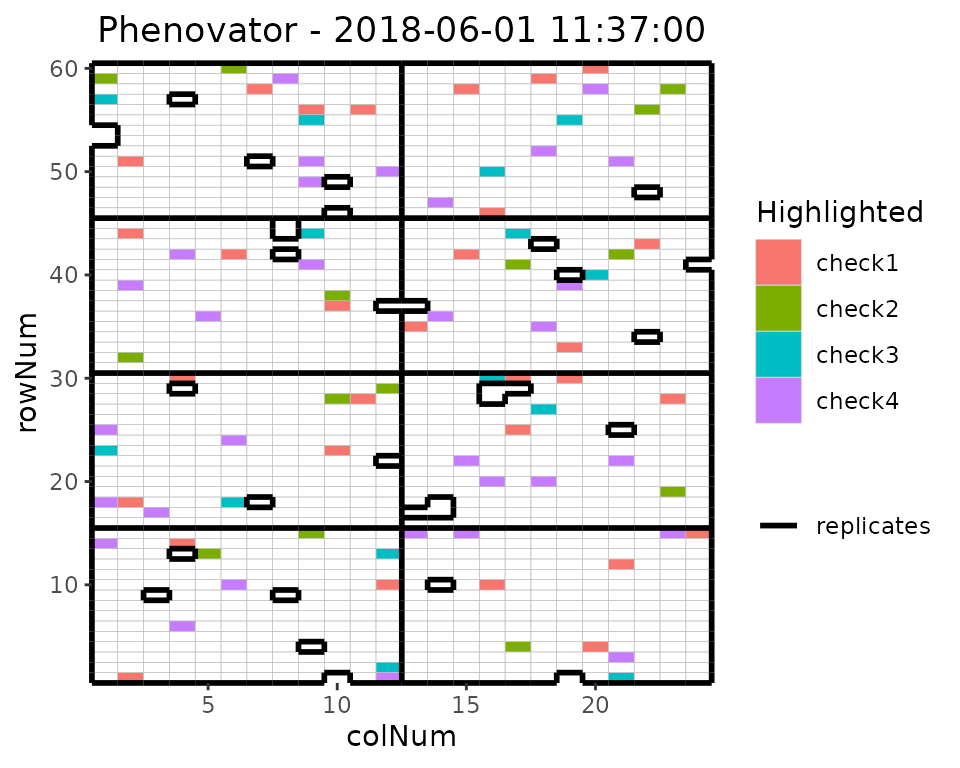 Phenovator - 2018-06-01 11:37:00
60
50
40
30
20
10
rowNum
5 10 15 20
colNum
Highlighted
check1
check2
check3
check4
replicates